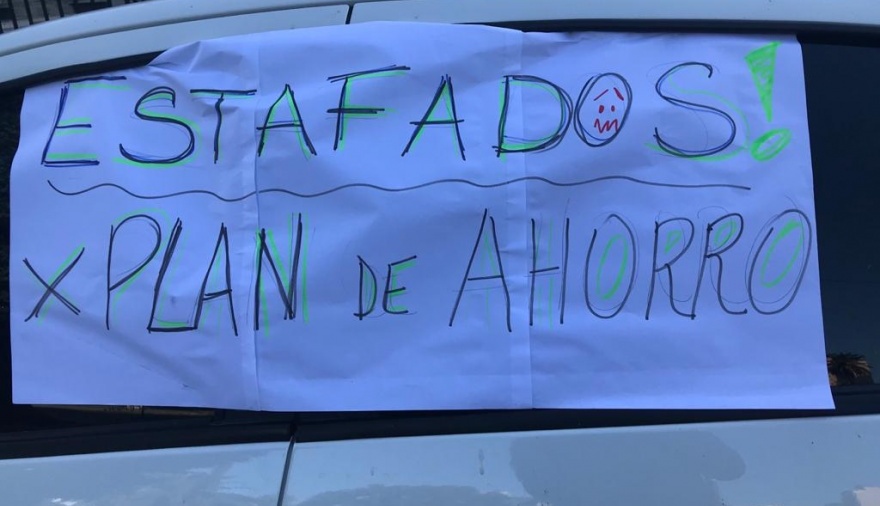 ESTAFADOS!
X PLAN DE AHORRO